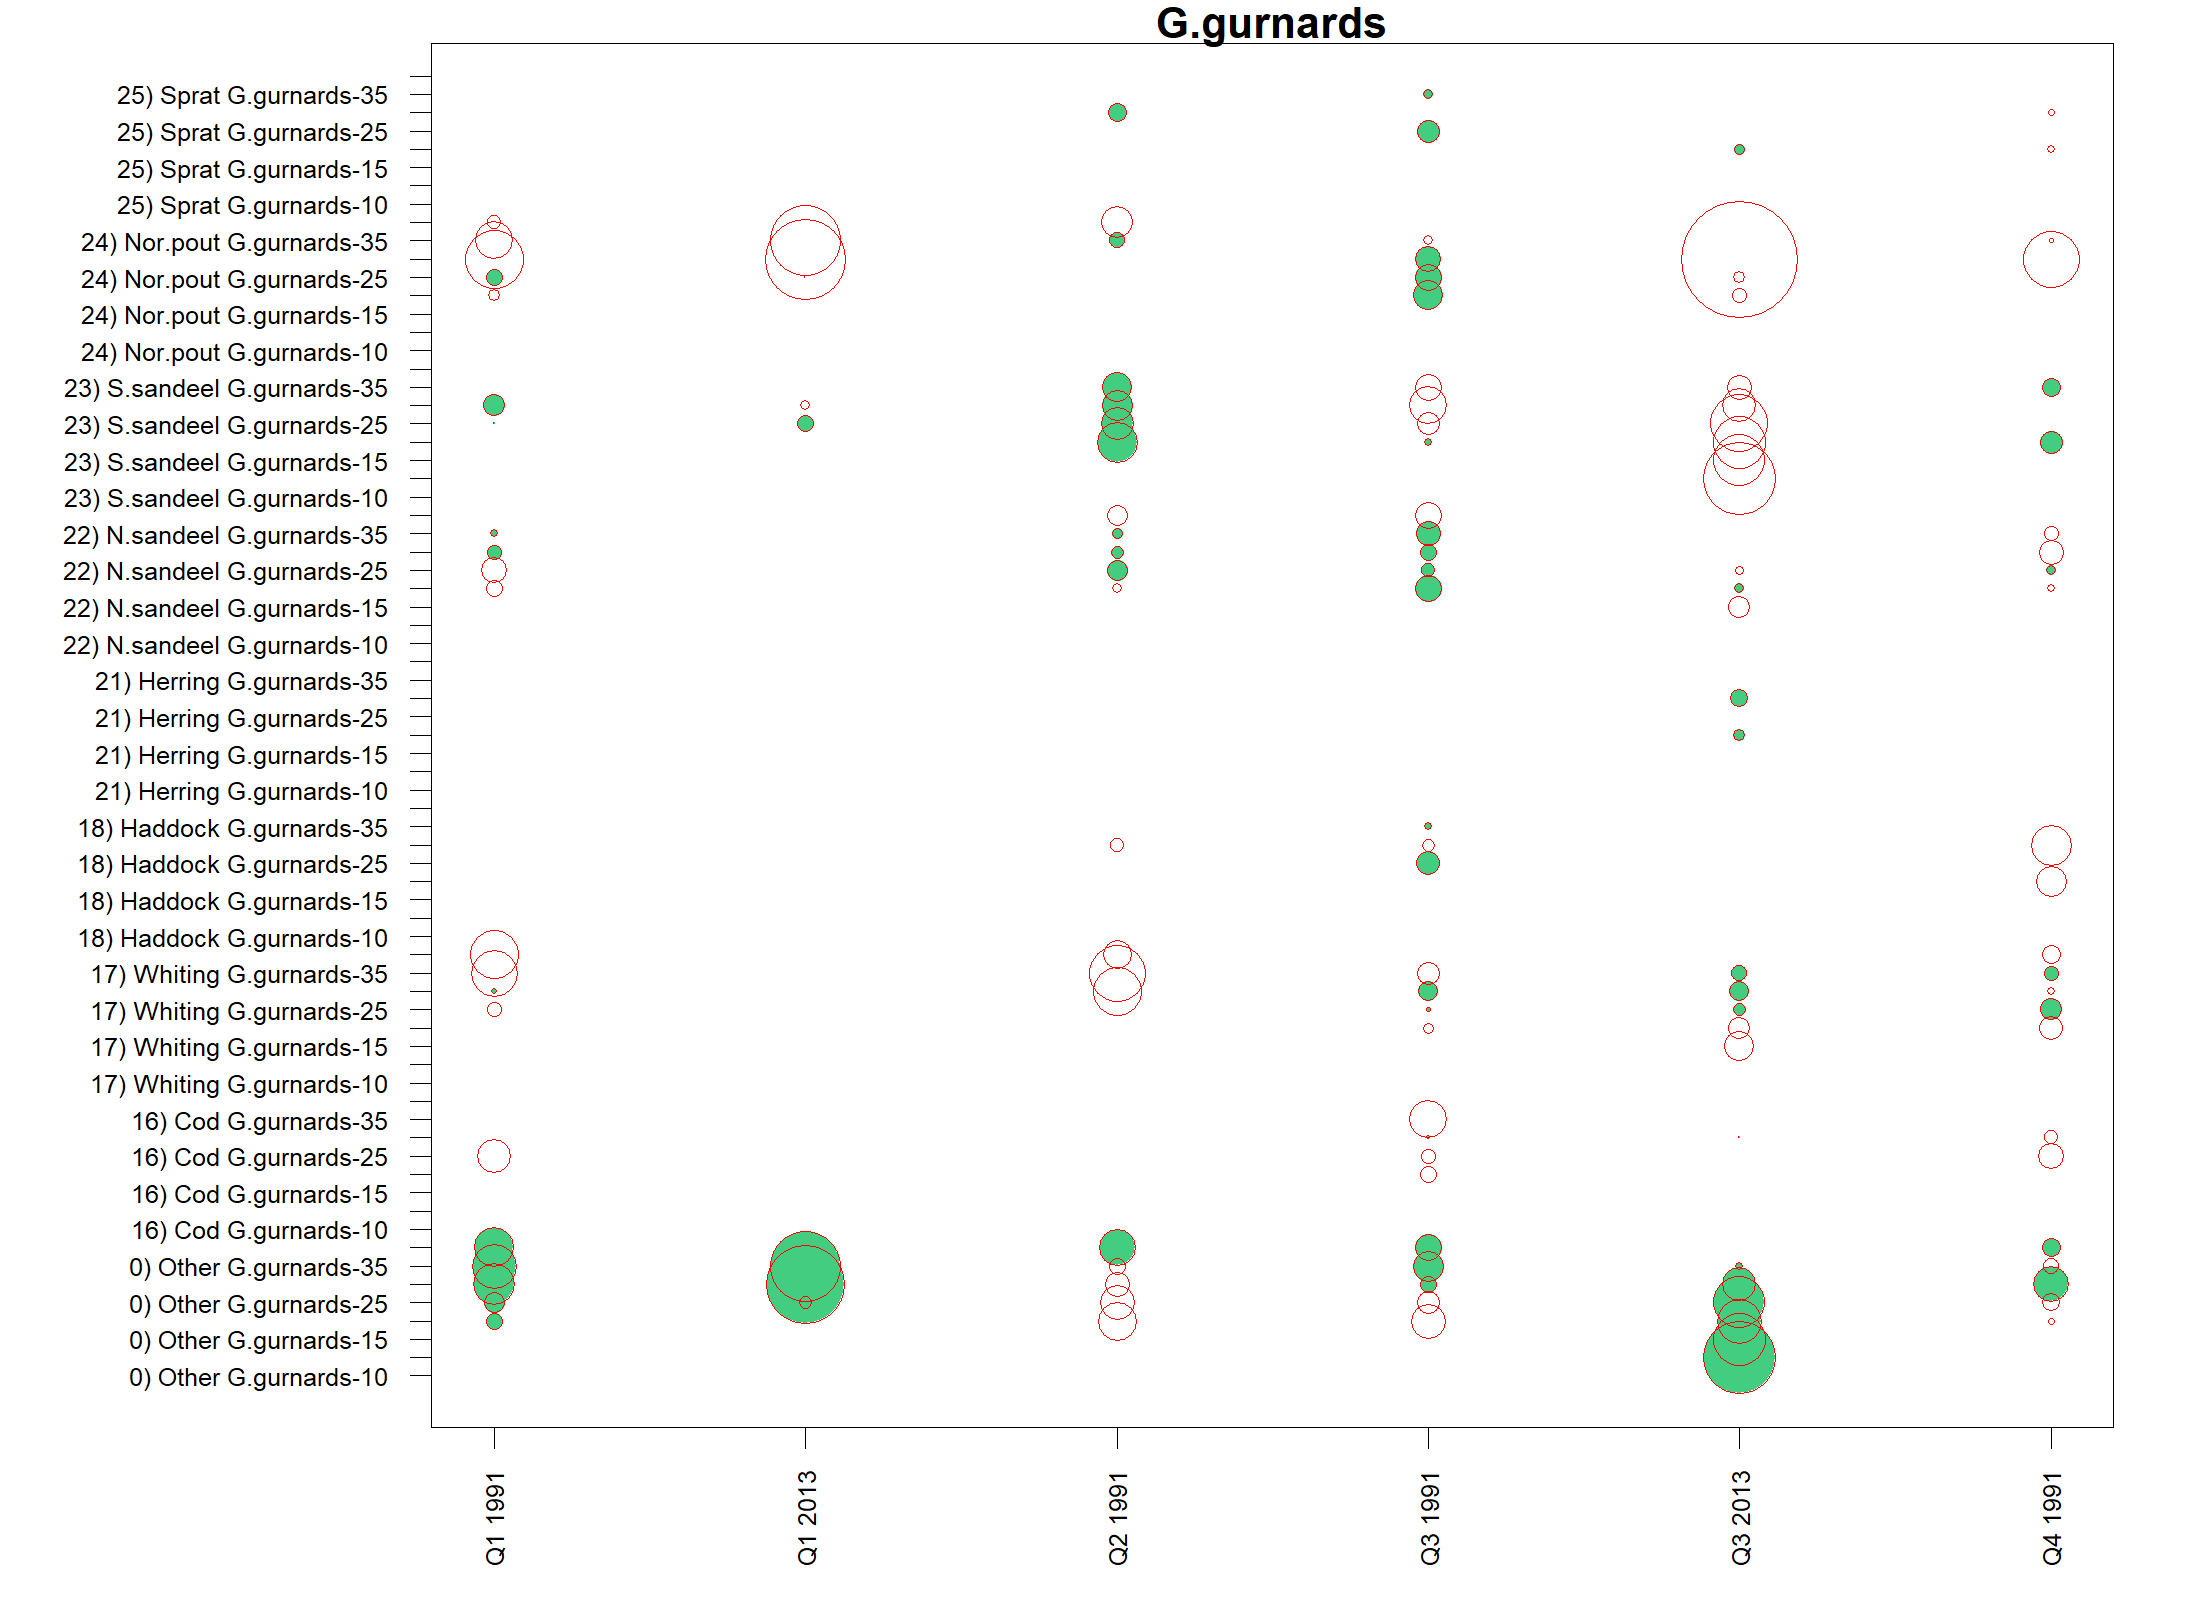 G.gurnards
25) Sprat G.gurnards-35
25) Sprat G.gurnards-25
25) Sprat G.gurnards-15
25) Sprat G.gurnards-10
24) Nor.pout G.gurnards-35
24) Nor.pout G.gurnards-25
24) Nor.pout G.gurnards-15
24) Nor.pout G.gurnards-10
23) S.sandeel G.gurnards-35
23) S.sandeel G.gurnards-25
23) S.sandeel G.gurnards-15
23) S.sandeel G.gurnards-10
22) N.sandeel G.gurnards-35
22) N.sandeel G.gurnards-25
22) N.sandeel G.gurnards-15
22) N.sandeel G.gurnards-10
21) Herring G.gurnards-35
21) Herring G.gurnards-25
21) Herring G.gurnards-15
21) Herring G.gurnards-10
18) Haddock G.gurnards-35
18) Haddock G.gurnards-25
18) Haddock G.gurnards-15
18) Haddock G.gurnards-10
17) Whiting G.gurnards-35
17) Whiting G.gurnards-25
17) Whiting G.gurnards-15
17) Whiting G.gurnards-10
16) Cod G.gurnards-35
16) Cod G.gurnards-25
16) Cod G.gurnards-15
16) Cod G.gurnards-10
0) Other G.gurnards-35
0) Other G.gurnards-25
0) Other G.gurnards-15
0) Other G.gurnards-10
Q1 1991
Q1 2013
Q2 1991
Q3 1991
Q3 2013
Q4 1991